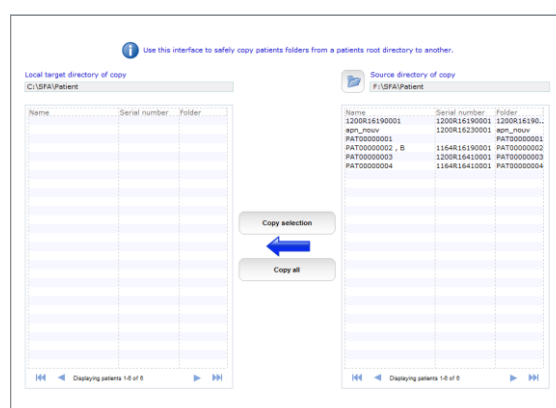 Use this interface to safely copy patients folders from a patients root directory to another.
Local target directory of copy
C:\SFA\Patient
Source directory of copy
F:\SFA\Patient
Name Serial number Folder
Name Serial number Folder
1200R16190001 1200R16190001 1200R16190..
apn_nouv 1200R16230001 apn_nouv
PAT00000001 PAT00000001
PAT00000002 , B 1164R16190001 PAT00000002
PAT00000003 1200R16410001 PAT00000003
PAT00000004 1164R16410001 PAT00000004
Copy selection
Copy all
Displaying patients 1-6 of 6
Displaying patients 1-6 of 6